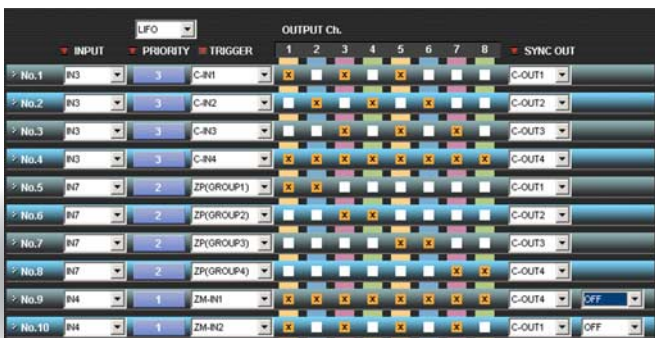 LIFO OUTPUT Ch.
INPUT PRIORITY TRIGGER 1 2 3 4 5 6 7 8 SYNC OUT
No.1 IN3 3 C-IN1 X X X C-OUT1
No.2 IN3 3 C-IN2 X X X C-OUT2
No.3 IN3 3 C-IN3 X X X C-OUT3
No.4 IN3 3 C-IN4 X X X X X X X X C-OUT4
No.5 IN7 2 ZP(GROUP1) X X C-OUT1
No.6 IN7 2 ZP(GROUP2) X X C-OUT2
No.7 IN7 2 ZP(GROUP3) X X C-OUT3
No.8 IN7 2 ZP(GROUP4) X X C-OUT4
No.9 IN4 1 ZM-IN1 X X X X X X X X C-OUT4 OFF
No.10 IN4 1 ZM-IN2 X X X X C-OUT1 OFF